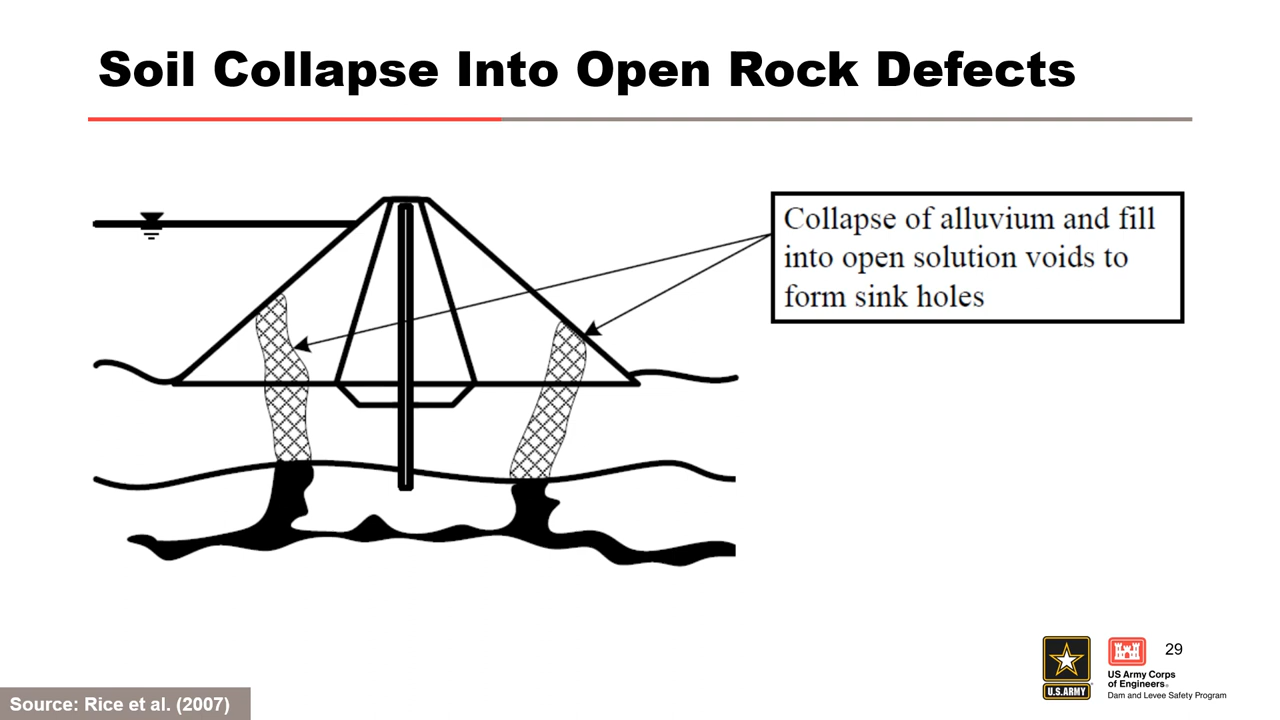 Soil Collapse Into Open Rock Defects
Collapse of alluvium and fill
into open solution voids to
form sink holes
29
U.S.ARMY
US Army Corps
of Engineers®
Dam and Levee Safety Program
Source: Rice et al. (2007)